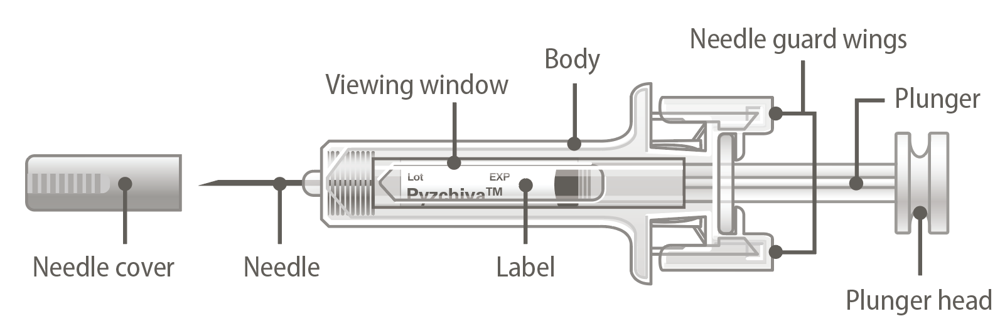 Needle guard wings
Body
Viewing window
Plunger
Lot
EXP
Pyzchiva™
Needle cover
Needle
Label
Plunger head